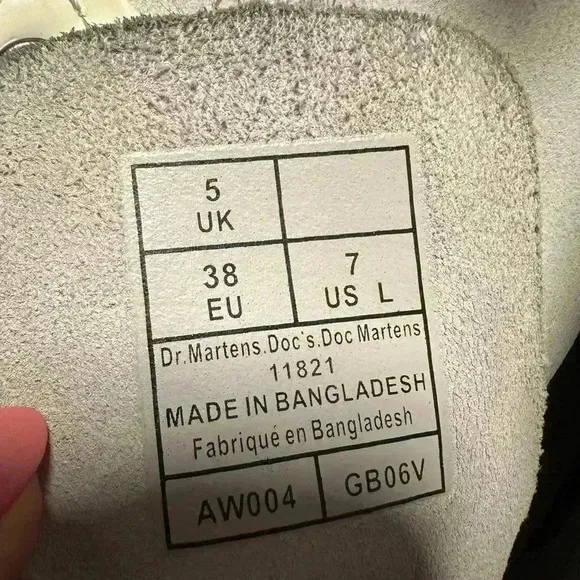 5
UK
38
EU
7
US L
Dr.Martens.Doc's.Doc Martens
11821
MADE IN BANGLADESH
Fabriqué en Bangladesh
AW004
GB06V